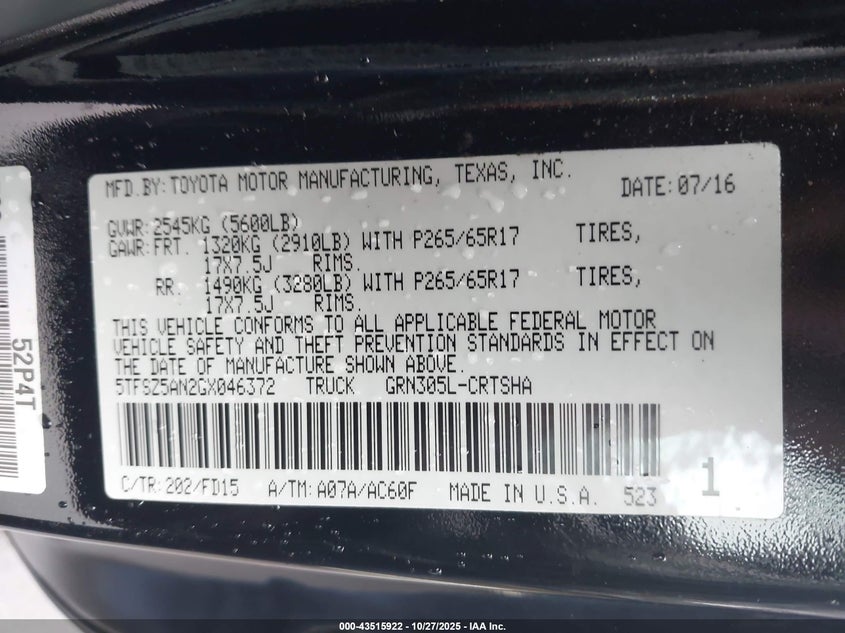 MFD.BY:TOYOTA MOTOR MANUFACTURING, TEXAS, INC. DATE:07/16
GVWR:2545KG (5600LB)
GAWR:FRT. 1320KG (2910LB) WITH P265/65R17 TIRES,
17X7.5J RIMS.
RR. 1490KG (3280LB) WITH P265/65R17 TIRES,
17X7.5J RIMS.
THIS VEHICLE CONFORMS TO ALL APPLICABLE FEDERAL MOTOR
VEHICLE SAFETY AND THEFT PREVENTION STANDARDS IN EFFECT ON
THE DATE OF MANUFACTURE SHOWN ABOVE.
5TFSZ5AN2GX046372 TRUCK GRN305L-CRTSHA
C/TR:202/FD15 A/TM:A07A/AC60F MADE IN U.S.A. 523
1
52P4T
000-43515922 - 10/27/2025 - IAA Inc.